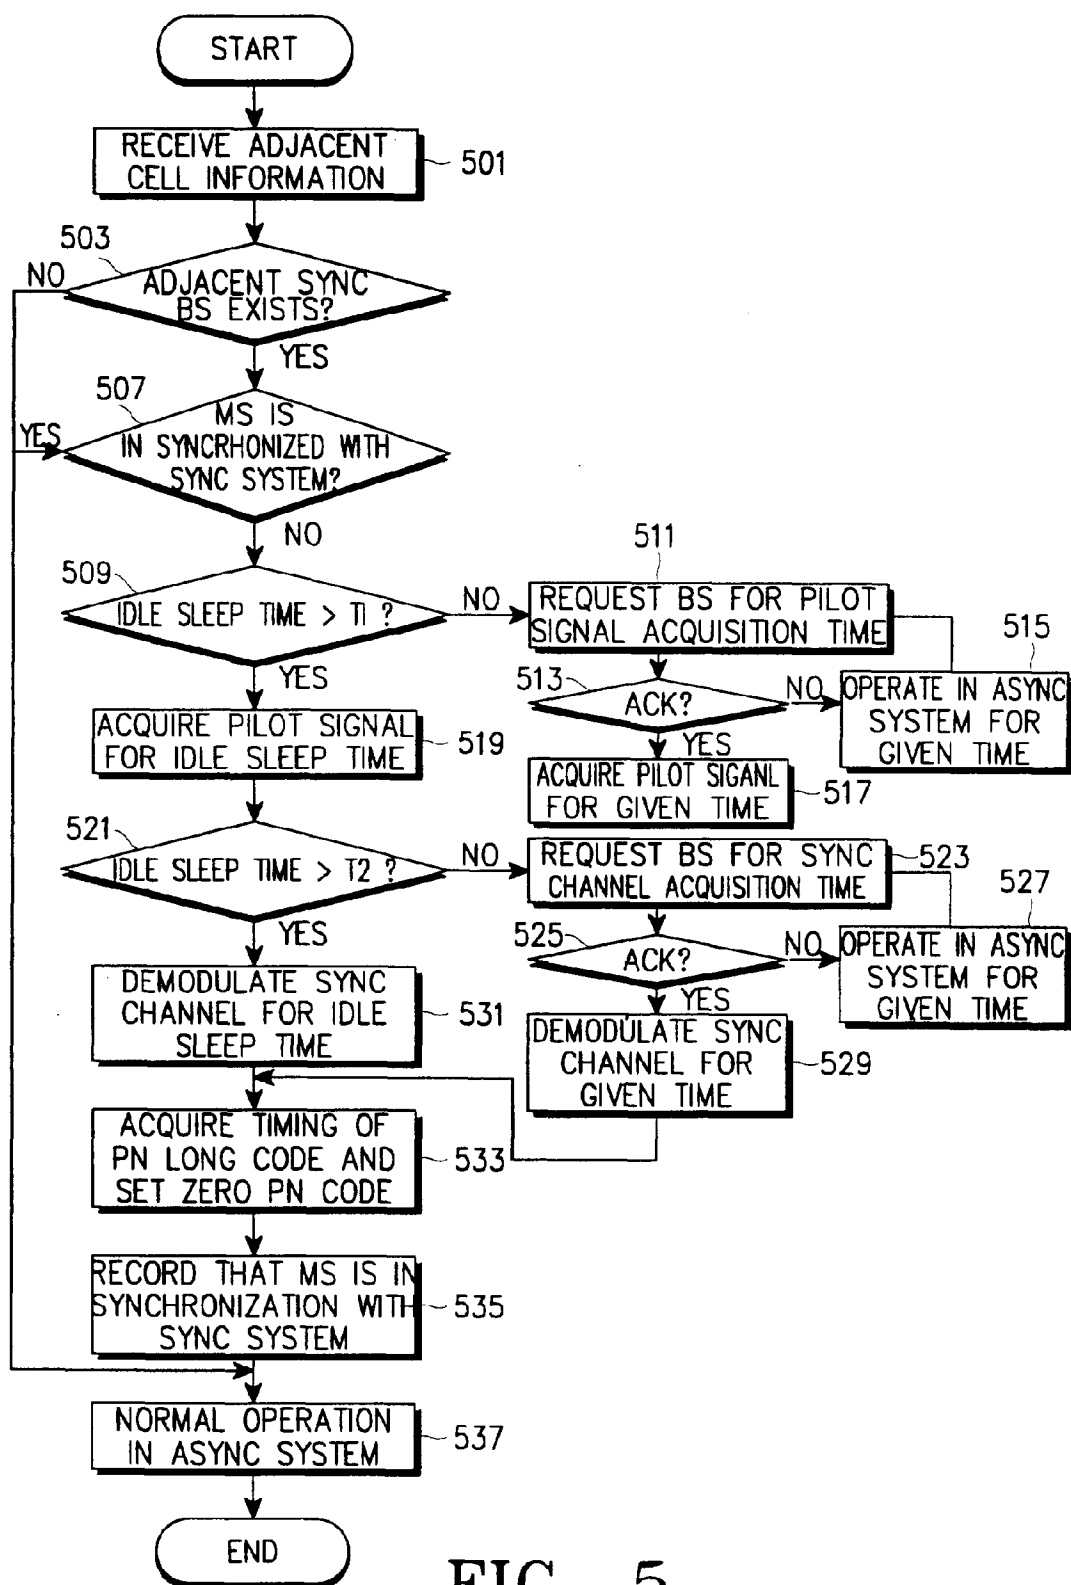 START
RECEIVE ADJACENT
CELL INFORMATION
501
503
NO
ADJACENT SYNC
BS EXISTS?
YES
507
YES
MS IS
IN SYNCRHONIZED WITH
SYNC SYSTEM?
NO
509
IDLE SLEEP TIME > T1 ?
NO
511
REQUEST BS FOR PILOT
SIGNAL ACQUISITION TIME
515
YES
513
ACK?
NO
OPERATE IN ASYNC
SYSTEM FOR
GIVEN TIME
ACQUIRE PILOT SIGNAL
FOR IDLE SLEEP TIME
519
YES
ACQUIRE PILOT SIGANL
FOR GIVEN TIME
517
521
IDLE SLEEP TIME > T2 ?
NO
REQUEST BS FOR SYNC
CHANNEL ACQUISITION TIME
523
527
YES
525
ACK?
NO
OPERATE IN ASYNC
SYSTEM FOR
GIVEN TIME
DEMODULATE SYNC
CHANNEL FOR IDLE
SLEEP TIME
531
YES
DEMODULATE SYNC
CHANNEL FOR
GIVEN TIME
529
ACQUIRE TIMING OF
PN LONG CODE AND
SET ZERO PN CODE
533
RECORD THAT MS IS IN
SYNCHRONIZATION WITH
SYNC SYSTEM
535
NORMAL OPERATION
IN ASYNC SYSTEM
537
END
FIG. 5